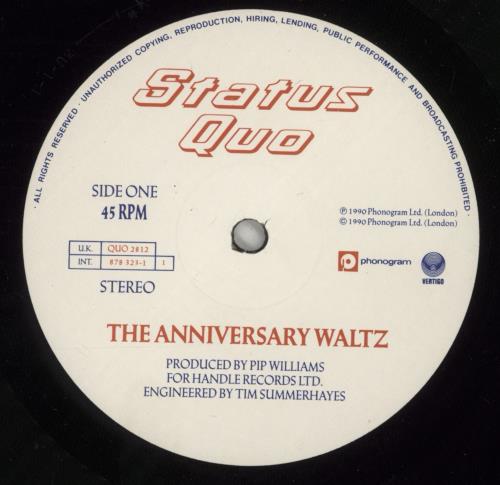 · ALL RIGHTS RESERVED · UNAUTHORIZED COPYING, REPRODUCTION, HIRING, LENDING, PUBLIC PERFORMANCE AND BROADCASTING PROHIBITED ·
Status
Quo
SIDE ONE
45 RPM
℗ 1990 Phonogram Ltd. (London)
© 1990 Phonogram Ltd. (London)
U.K. QUO 2812
INT. 878 323-1 1
STEREO
phonogram
VERTIGO
THE ANNIVERSARY WALTZ
PRODUCED BY PIP WILLIAMS
FOR HANDLE RECORDS LTD.
ENGINEERED BY TIM SUMMERHAYES